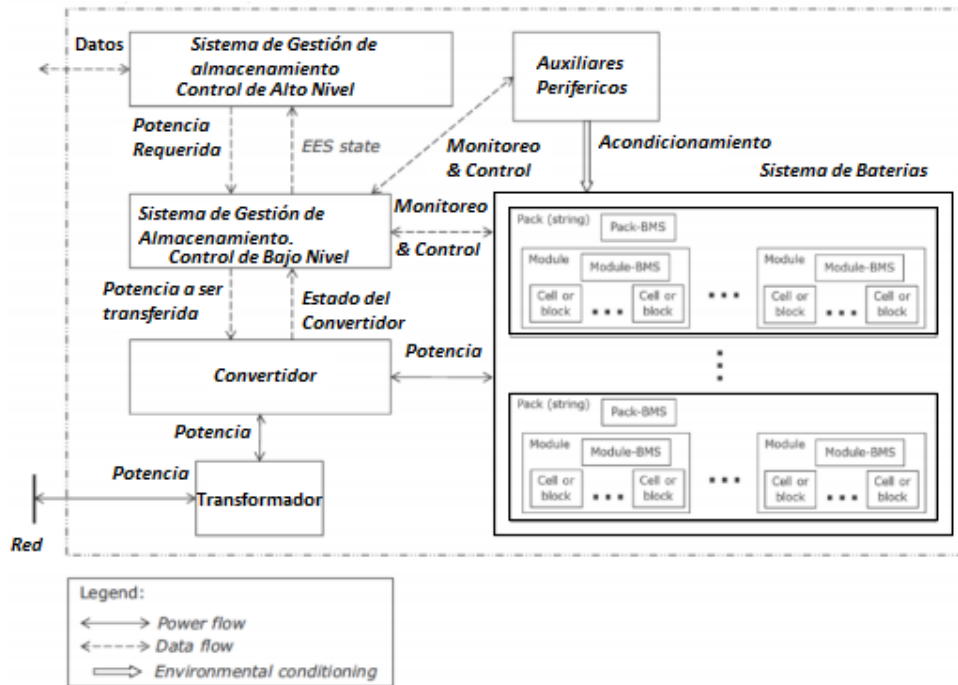 Datos
Sistema de Gestión de
almacenamiento
Control de Alto Nivel
Auxiliares
Perifericos
Potencia
Requerida
EES state
Monitoreo
& Control
Acondicionamiento
Sistema de Baterias
Sistema de Gestión de
Almacenamiento.
Control de Bajo Nivel
Monitoreo
& Control
Pack (string)
Pack-BMS
Module
Module-BMS
Cell or
block
...
Cell or
block
...
Module
Module-BMS
Cell or
block
...
Cell or
block
Potencia a ser
transferida
Estado del
Convertidor
Convertidor
Potencia
Pack (string)
Pack-BMS
Module
Module-BMS
Cell or
block
...
Cell or
block
...
Module
Module-BMS
Cell or
block
...
Cell or
block
Potencia
Potencia
Transformador
Red
Legend:
Power flow
Data flow
Environmental conditioning